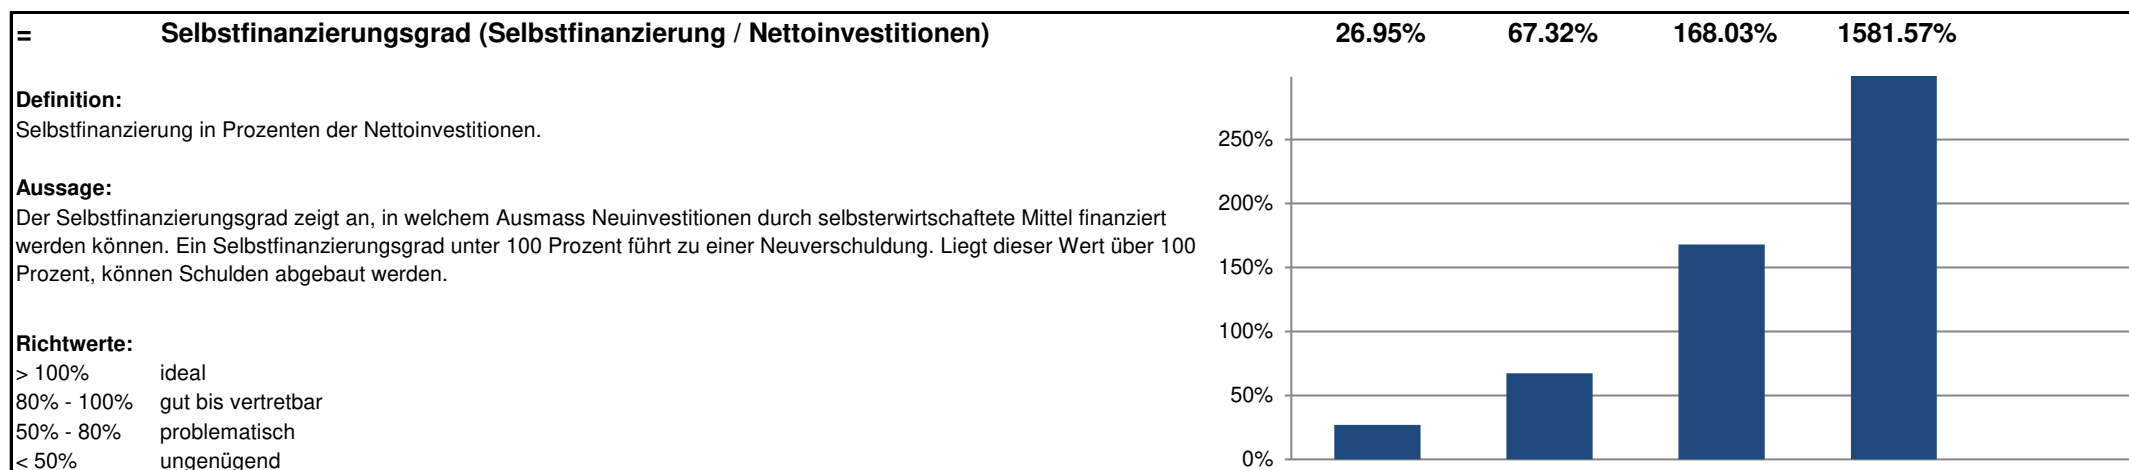 = Selbstfinanzierungsgrad (Selbstfinanzierung / Nettoinvestitionen) 26.95% 67.32% 168.03% 1581.57%
Definition:
Selbstfinanzierung in Prozenten der Nettoinvestitionen.
Aussage:
Der Selbstfinanzierungsgrad zeigt an, in welchem Ausmass Neuinvestitionen durch selbsterwirtschaftete Mittel finanziert
werden können. Ein Selbstfinanzierungsgrad unter 100 Prozent führt zu einer Neuverschuldung. Liegt dieser Wert über 100
Prozent, können Schulden abgebaut werden.
Richtwerte:
> 100% ideal
80% - 100% gut bis vertretbar
50% - 80% problematisch
< 50% ungenügend
250%
200%
150%
100%
50%
0%